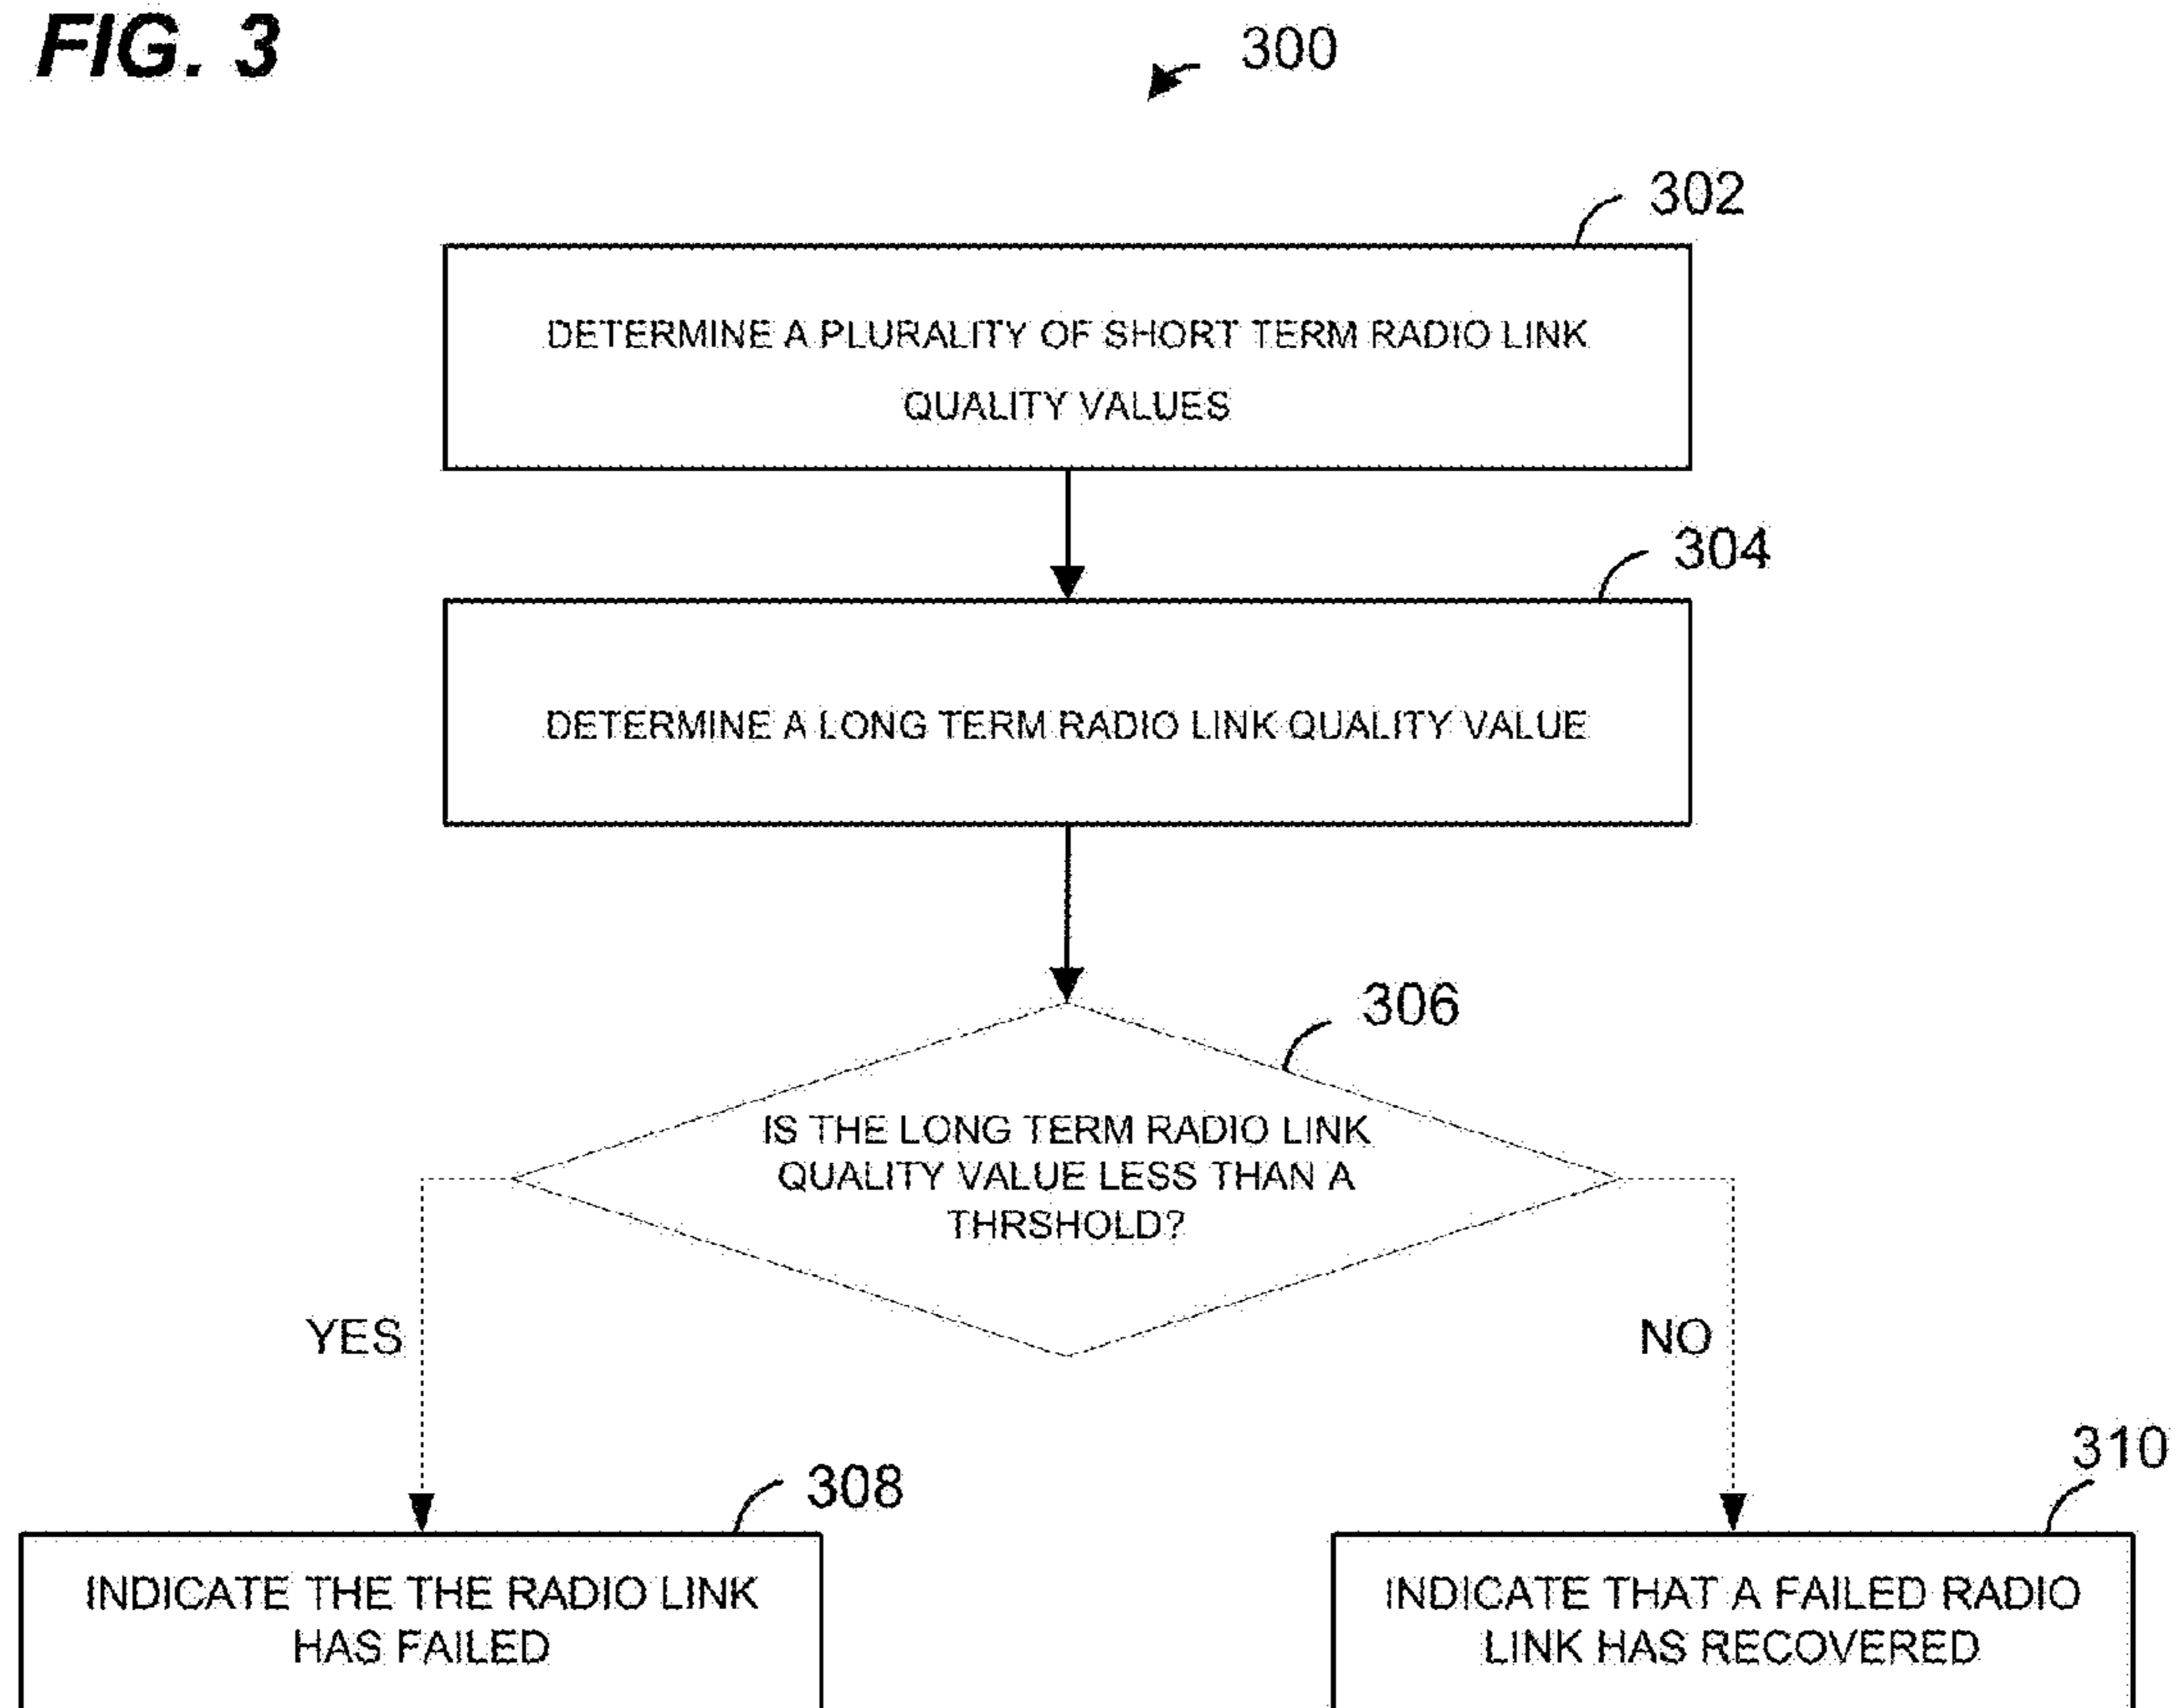 FIG. 3
300
302
DETERMINE A PLURALITY OF SHORT TERM RADIO LINK
QUALITY VALUES
304
DETERMINE A LONG TERM RADIO LINK QUALITY VALUE
306
IS THE LONG TERM RADIO LINK
QUALITY VALUE LESS THAN A
THRSHOLD?
YES
NO
308
310
INDICATE THE THE RADIO LINK
HAS FAILED
INDICATE THAT A FAILED RADIO
LINK HAS RECOVERED